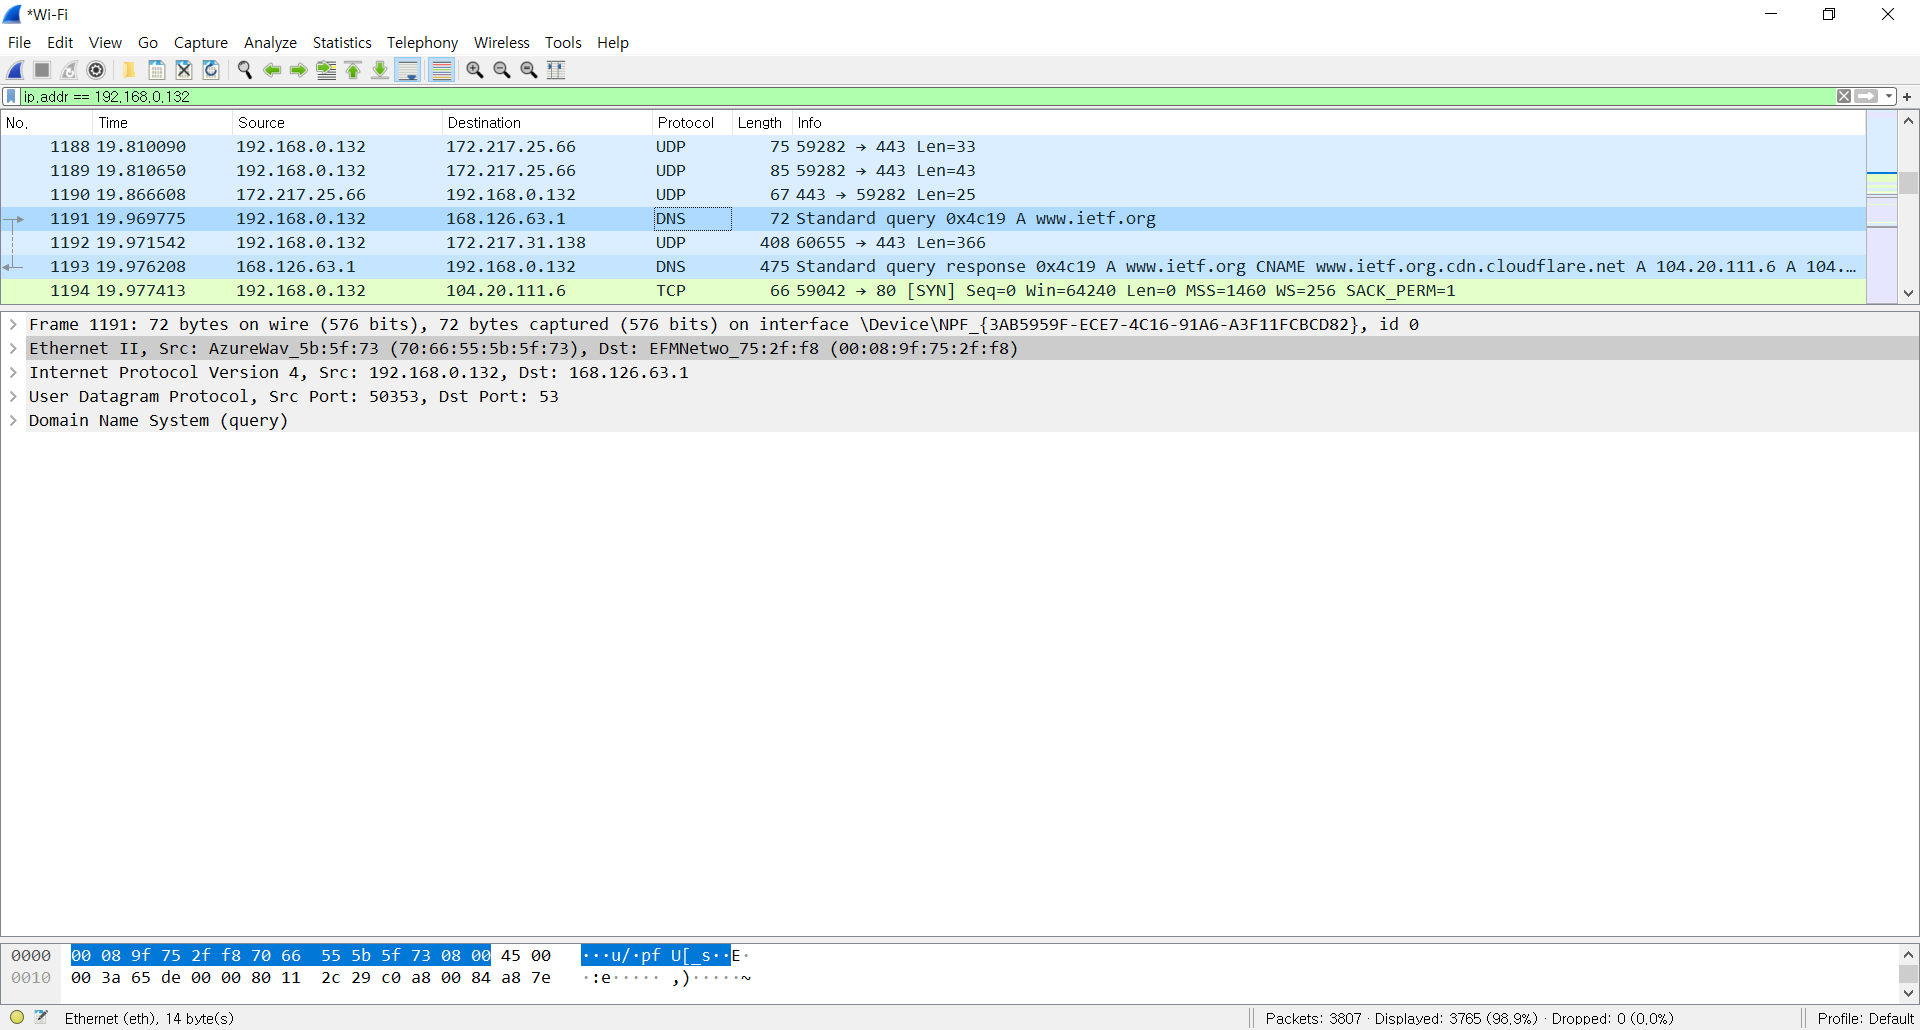 *Wi-Fi
File Edit View Go Capture Analyze Statistics Telephony Wireless Tools Help
ip.addr == 192.168.0.132
No. Time Source Destination Protocol Length Info
1188 19.810090 192.168.0.132 172.217.25.66 UDP 75 59282 → 443 Len=33
1189 19.810650 192.168.0.132 172.217.25.66 UDP 85 59282 → 443 Len=43
1190 19.866608 172.217.25.66 192.168.0.132 UDP 67 443 → 59282 Len=25
1191 19.969775 192.168.0.132 168.126.63.1 DNS 72 Standard query 0x4c19 A www.ietf.org
1192 19.971542 192.168.0.132 172.217.31.138 UDP 408 60655 → 443 Len=366
1193 19.976208 168.126.63.1 192.168.0.132 DNS 475 Standard query response 0x4c19 A www.ietf.org CNAME www.ietf.org.cdn.cloudflare.net A 104.20.111.6 A 104.…
1194 19.977413 192.168.0.132 104.20.111.6 TCP 66 59042 → 80 [SYN] Seq=0 Win=64240 Len=0 MSS=1460 WS=256 SACK_PERM=1
Frame 1191: 72 bytes on wire (576 bits), 72 bytes captured (576 bits) on interface \Device\NPF_{3AB5959F-ECE7-4C16-91A6-A3F11FCBCD82}, id 0
Ethernet II, Src: AzureWav_5b:5f:73 (70:66:55:5b:5f:73), Dst: EFMNetwo_75:2f:f8 (00:08:9f:75:2f:f8)
Internet Protocol Version 4, Src: 192.168.0.132, Dst: 168.126.63.1
User Datagram Protocol, Src Port: 50353, Dst Port: 53
Domain Name System (query)
0000 00 08 9f 75 2f f8 70 66 55 5b 5f 73 08 00 45 00 ···u/·pf U[_s··E·
0010 00 3a 65 de 00 00 80 11 2c 29 c0 a8 00 84 a8 7e ·:e····· ,)·····~
Ethernet (eth), 14 byte(s) Packets: 3807 · Displayed: 3765 (98.9%) · Dropped: 0 (0.0%) Profile: Default